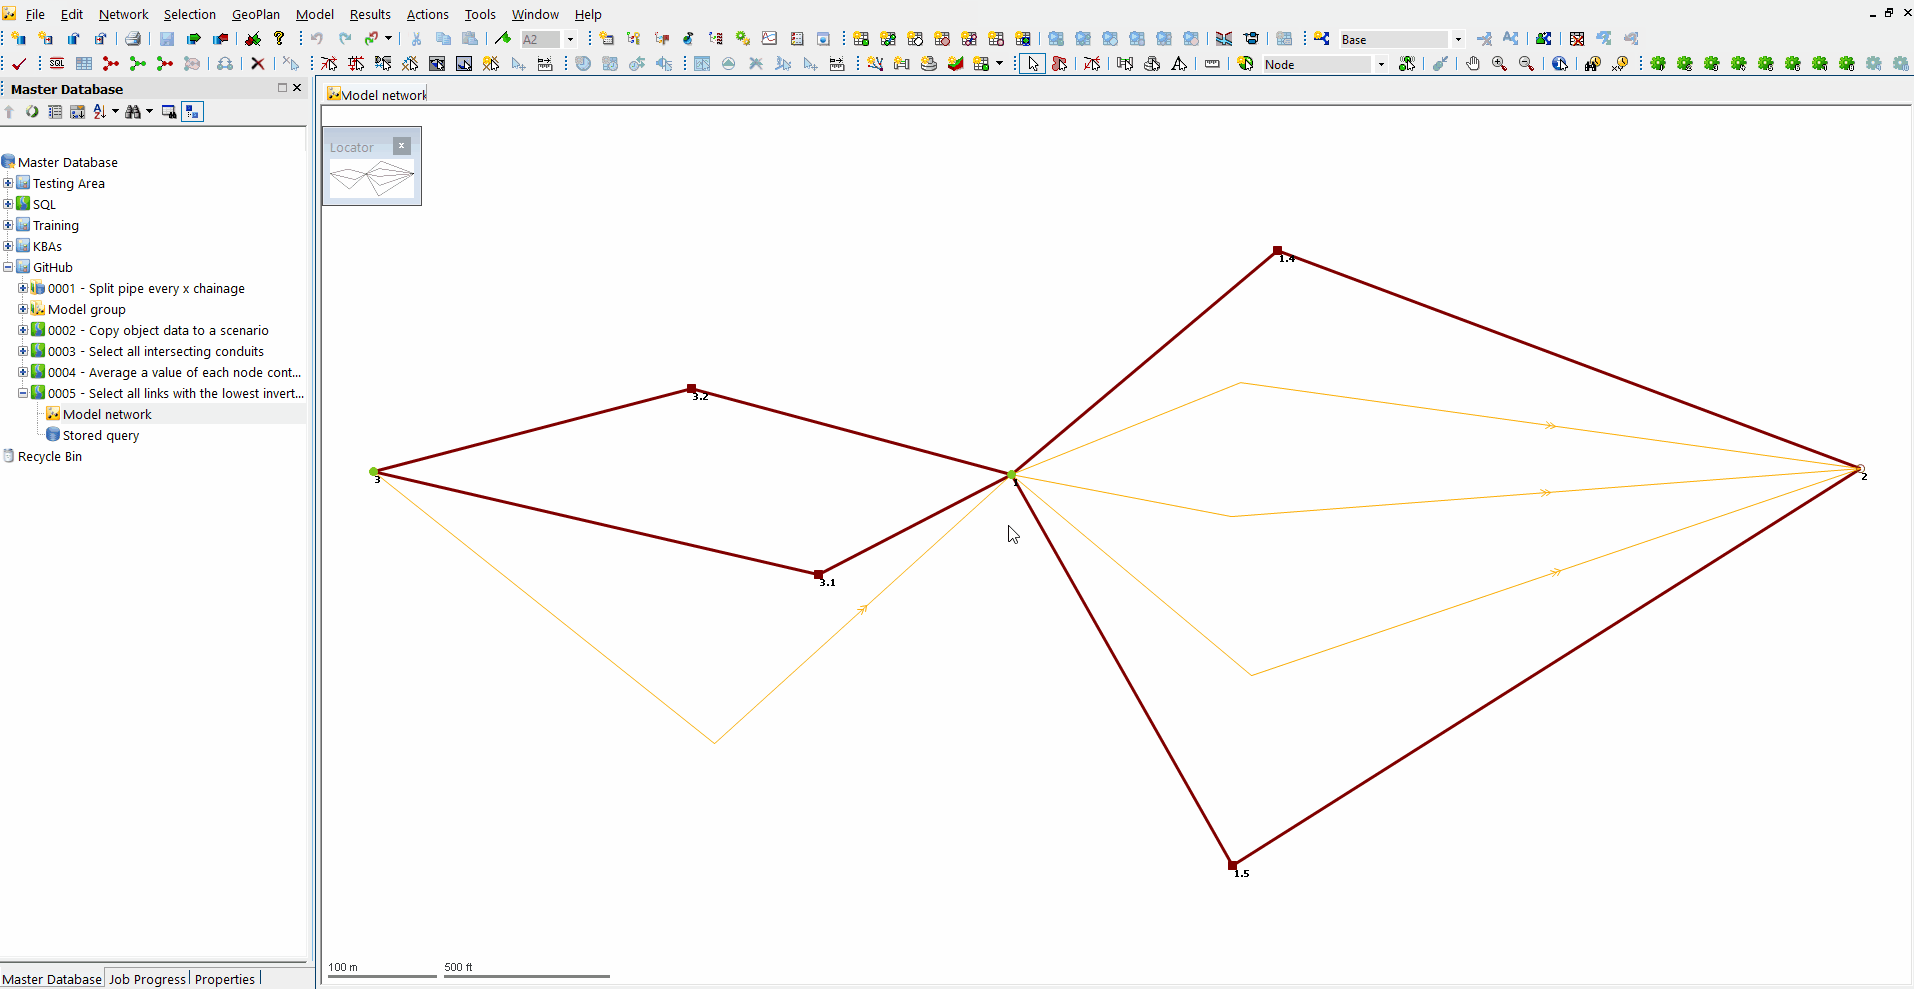 File Edit Network Selection GeoPlan Model Results Actions Tools Window Help
A2
Base
Node
Master Database
Model network
Locator
Master Database
Testing Area
SQL
Training
KBAs
GitHub
0001 - Split pipe every x chainage
Model group
0002 - Copy object data to a scenario
0003 - Select all intersecting conduits
0004 - Average a value of each node cont...
0005 - Select all links with the lowest invert...
Model network
Stored query
Recycle Bin
1.4
3.2
3
1
2
3.1
1.5
100 m
500 ft
Master Database Job Progress Properties